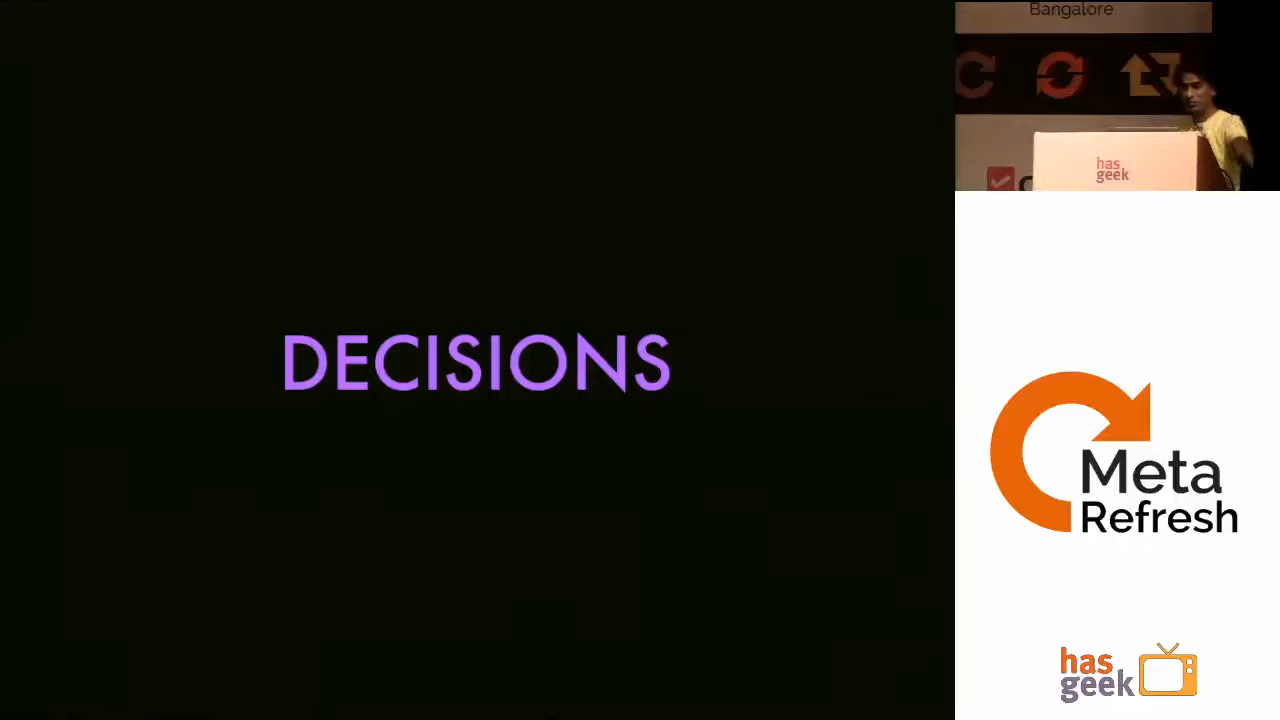 DECISIONS
Bangalore
has
geek
Meta
Refresh
has
geek